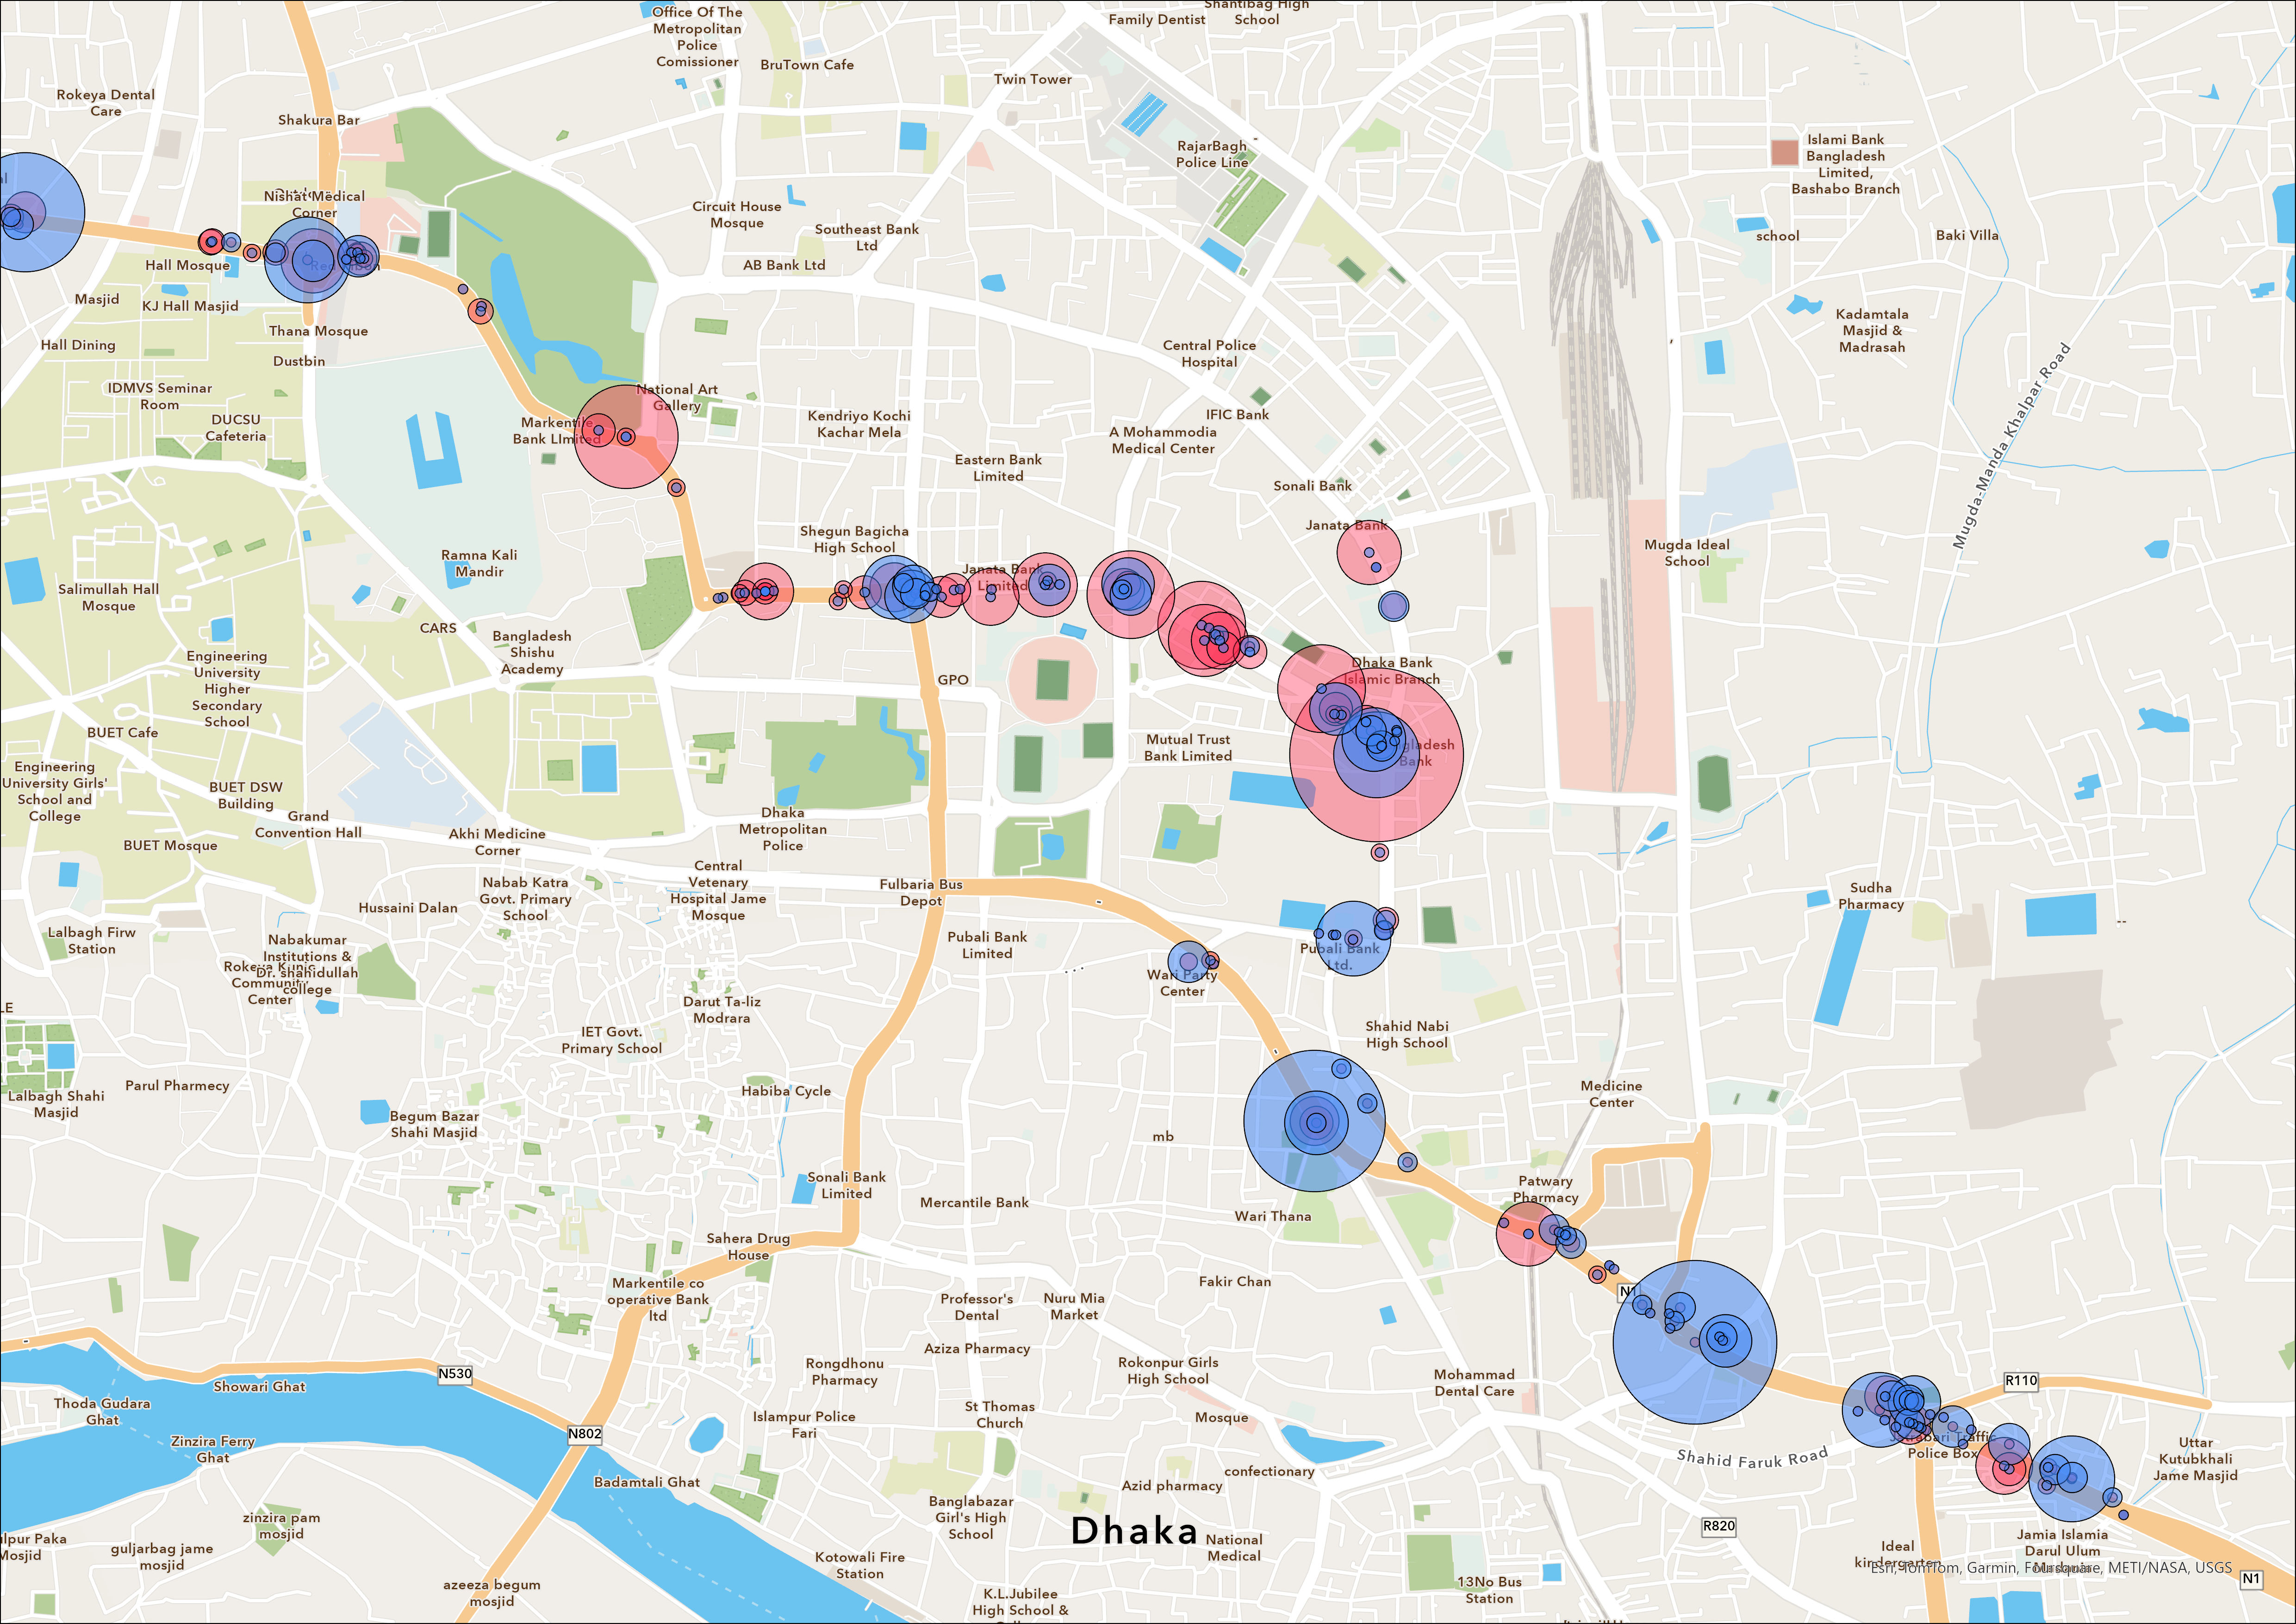 Office Of The
Metropolitan
Police
Comissioner
Family Dentist
Shantibag High
School
BruTown Cafe
Twin Tower
Rokeya Dental
Care
Shakura Bar
RajarBagh
Police Line
Islami Bank
Bangladesh
Limited,
Bashabo Branch
Nishat Medical
Corner
Circuit House
Mosque
Southeast Bank
Ltd
AB Bank Ltd
school
Baki Villa
Hall Mosque
Masjid
KJ Hall Masjid
Thana Mosque
Hall Dining
Dustbin
Central Police
Hospital
Kadamtala
Masjid &
Madrasah
IDMVS Seminar
Room
DUCSU
Cafeteria
National Art
Gallery
Markentile
Bank LImited
Kendriyo Kochi
Kachar Mela
IFIC Bank
A Mohammodia
Medical Center
Eastern Bank
Limited
Sonali Bank
Mugda-Manda Khalpar Road
Janata Bank
Shegun Bagicha
High School
Janata Bank
Limited
Mugda Ideal
School
Ramna Kali
Mandir
Salimullah Hall
Mosque
CARS
Bangladesh
Shishu
Academy
Engineering
University
Higher
Secondary
School
GPO
Dhaka Bank
Islamic Branch
BUET Cafe
Mutual Trust
Bank Limited
Bank
Engineering
University Girls'
School and
College
BUET DSW
Building
Grand
Convention Hall
BUET Mosque
Akhi Medicine
Corner
Dhaka
Metropolitan
Police
Central
Vetenary
Hospital Jame
Mosque
Fulbaria Bus
Depot
Nabab Katra
Govt. Primary
School
Hussaini Dalan
Sudha
Pharmacy
Lalbagh Firw
Station
Nabakumar
Institutions &
Dr. Shahidullah
college
Community
Center
Pubali Bank
Limited
Pubali Bank
Ltd.
Wari Party
Center
Darut Ta-liz
Modrara
IET Govt.
Primary School
Shahid Nabi
High School
Parul Pharmecy
Lalbagh Shahi
Masjid
Habiba Cycle
Medicine
Center
Begum Bazar
Shahi Masjid
mb
Sonali Bank
Limited
Mercantile Bank
Patwary
Pharmacy
Wari Thana
Sahera Drug
House
Markentile co
operative Bank
ltd
Fakir Chan
Professor's
Dental
Nuru Mia
Market
N1
Aziza Pharmacy
Rongdhonu
Pharmacy
Rokonpur Girls
High School
Mohammad
Dental Care
N530
R110
Showari Ghat
Thoda Gudara
Ghat
St Thomas
Church
Mosque
Islampur Police
Fari
N802
Zinzira Ferry
Ghat
Shahid Faruk Road
Police Box
Uttar
Kutubkhali
Jame Masjid
confectionary
Badamtali Ghat
Azid pharmacy
Banglabazar
Girl's High
School
zinzira pam
mosjid
Dhaka
R820
National
Medical
guljarbag jame
mosjid
Kotowali Fire
Station
Jamia Islamia
Darul Ulum
Ideal
Esri, TomTom, Garmin, Foursquare, METI/NASA, USGS
N1
azeeza begum
mosjid
13No Bus
Station
K.L.Jubilee
High School &